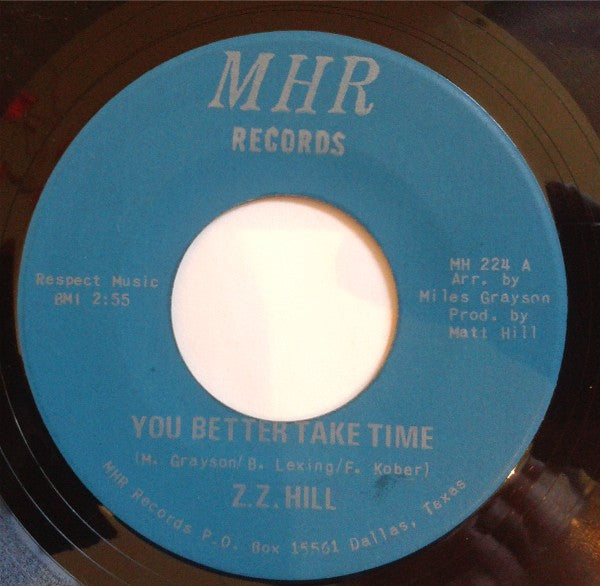 MHR
RECORDS
Respect Music
BMI 2:55
MH 224 A
Arr. by
Miles Grayson
Prod. by
Matt Hill
YOU BETTER TAKE TIME
(M. Grayson/B. Lexing/F. Kober)
Z.Z. HILL
MHR Records P.O. Box 15561 Dallas, Texas